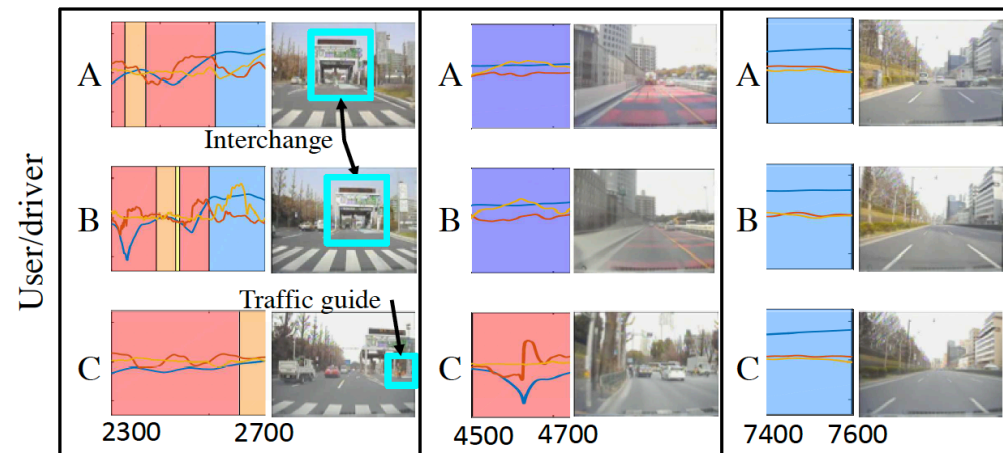 User/driver
A
Interchange
B
Traffic guide
C
2300
2700
A
B
C
4500
4700
A
B
C
7400
7600